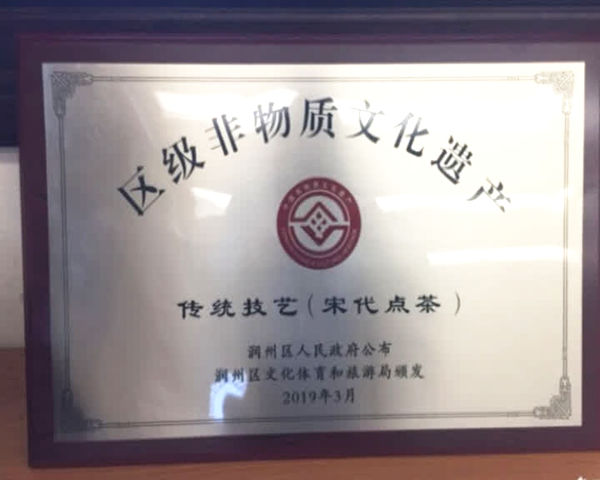 区级非物质文化遗产
传统技艺（宋代点茶）
润州区人民政府公布
润州区文化体育和旅游局颁发
2019年3月